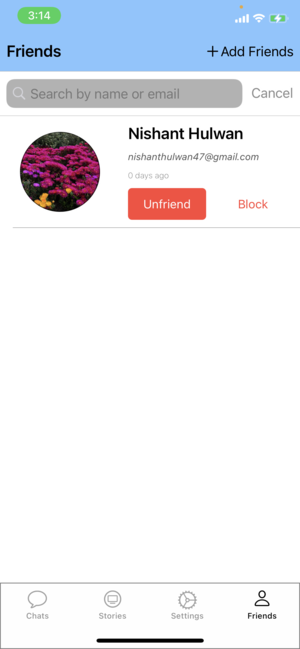 3:14
Friends
+ Add Friends
Search by name or email
Cancel
Nishant Hulwan
nishanthulwan47@gmail.com
0 days ago
Unfriend
Block
Chats
Stories
Settings
Friends